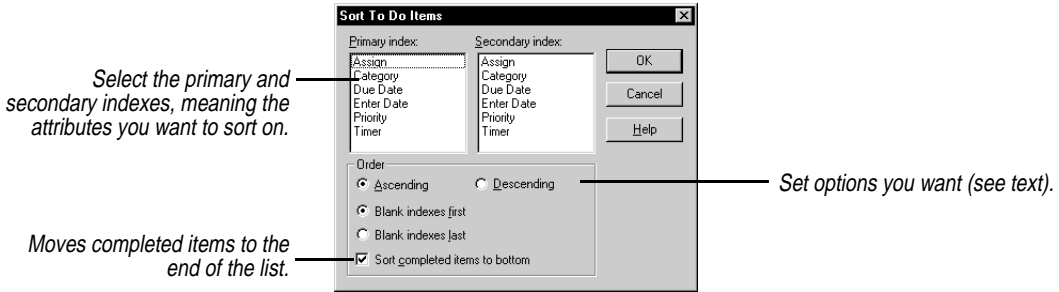 Sort To Do Items
Primary index:
Secondary index:
Assign
Category
Due Date
Enter Date
Priority
Timer
Assign
Category
Due Date
Enter Date
Priority
Timer
OK
Cancel
Help
Select the primary and
secondary indexes, meaning the
attributes you want to sort on.
Order
Ascending
Descending
Blank indexes first
Blank indexes last
Sort completed items to bottom
Set options you want (see text).
Moves completed items to the
end of the list.